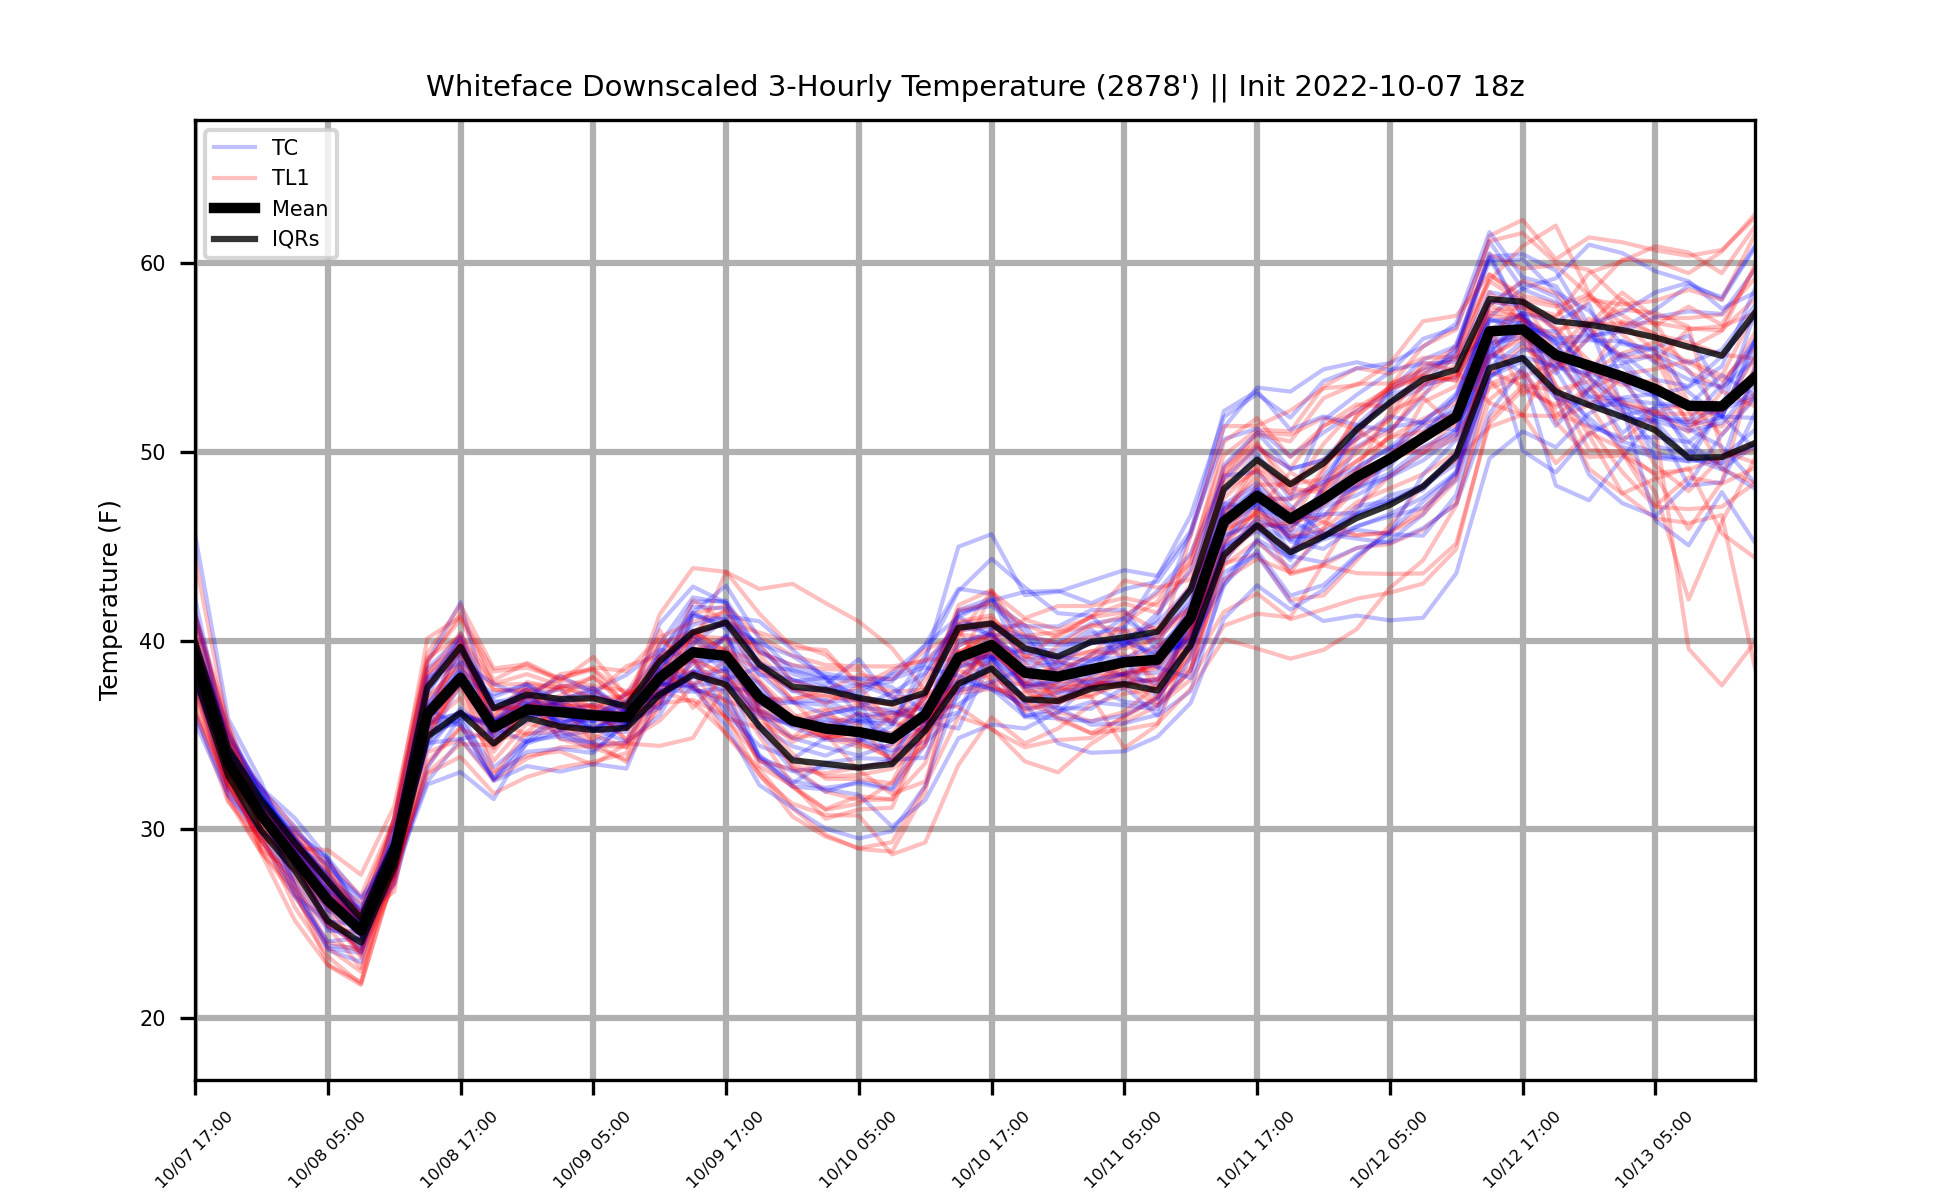 Whiteface Downscaled 3-Hourly Temperature (2878') || Init 2022-10-07 18z
TC
TL1
Mean
IQRs
Temperature (F)
60
50
40
30
20
10/07 17:00
10/08 05:00
10/08 17:00
10/09 05:00
10/09 17:00
10/10 05:00
10/10 17:00
10/11 05:00
10/11 17:00
10/12 05:00
10/12 17:00
10/13 05:00